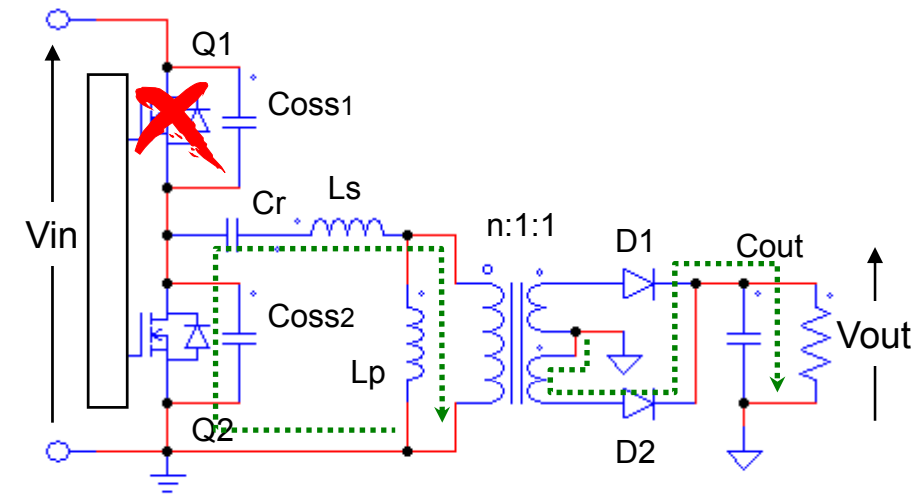 Q1
Coss1
Cr
Ls
n:1:1
D1
Cout
Vin
Coss2
Lp
Vout
Q2
D2